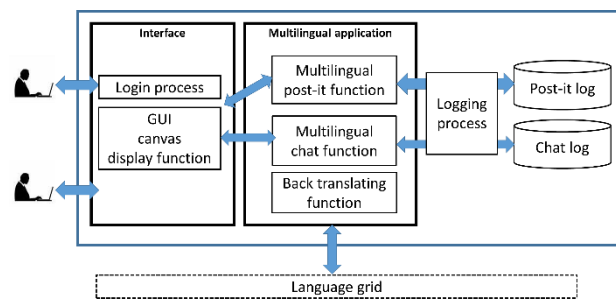 Interface
Multilingual application
Login process
GUI
canvas
display function
Multilingual
post-it function
Multilingual
chat function
Back translating
function
Logging
process
Post-it log
Chat log
Language grid